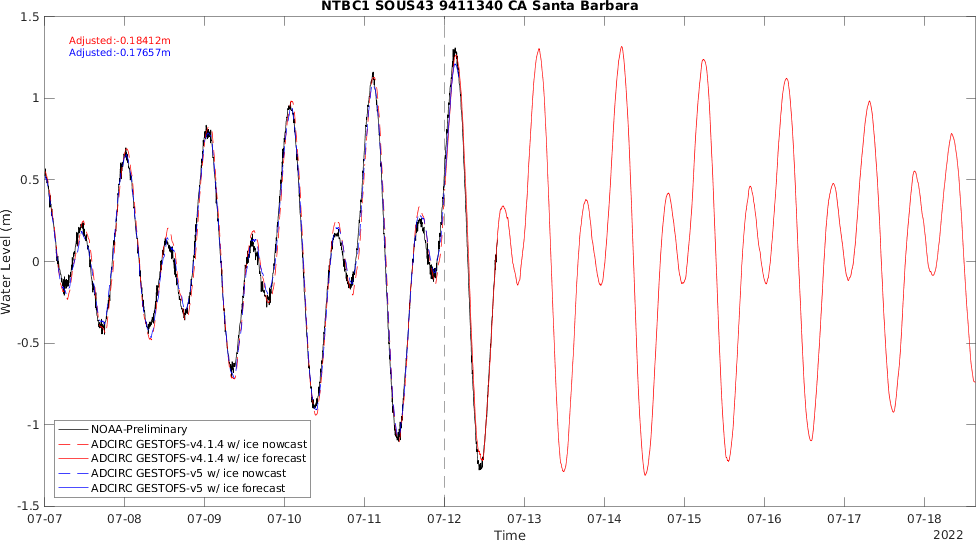 NTBC1 SOUS43 9411340 CA Santa Barbara
1.5
Adjusted:-0.18412m
Adjusted:-0.17657m
1
0.5
0
-0.5
-1
-1.5
Water Level (m)
NOAA-Preliminary
ADCIRC GESTOFS-v4.1.4 w/ ice nowcast
ADCIRC GESTOFS-v4.1.4 w/ ice forecast
ADCIRC GESTOFS-v5 w/ ice nowcast
ADCIRC GESTOFS-v5 w/ ice forecast
07-07 07-08 07-09 07-10 07-11 07-12 07-13 07-14 07-15 07-16 07-17 07-18
Time
2022